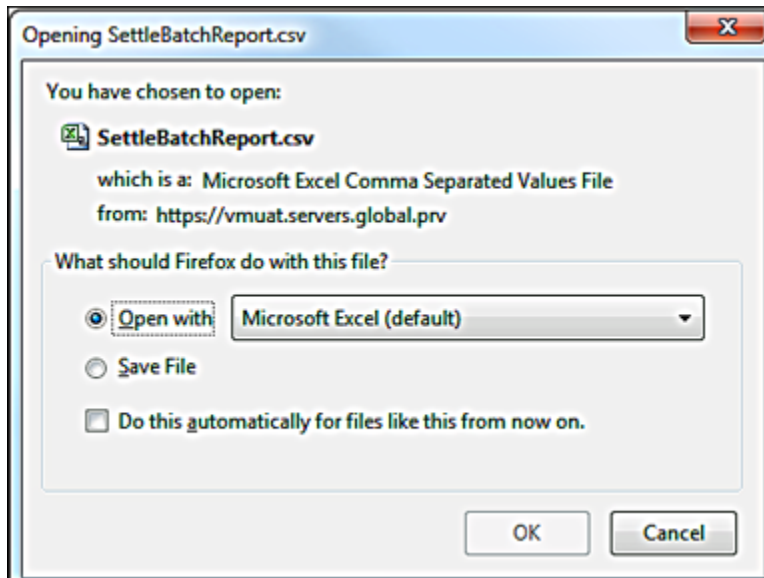 Opening SettleBatchReport.csv
You have chosen to open:
SettleBatchReport.csv
which is a: Microsoft Excel Comma Separated Values File
from: https://vmuat.servers.global.prv
What should Firefox do with this file?
Open with Microsoft Excel (default)
Save File
Do this automatically for files like this from now on.
OK Cancel